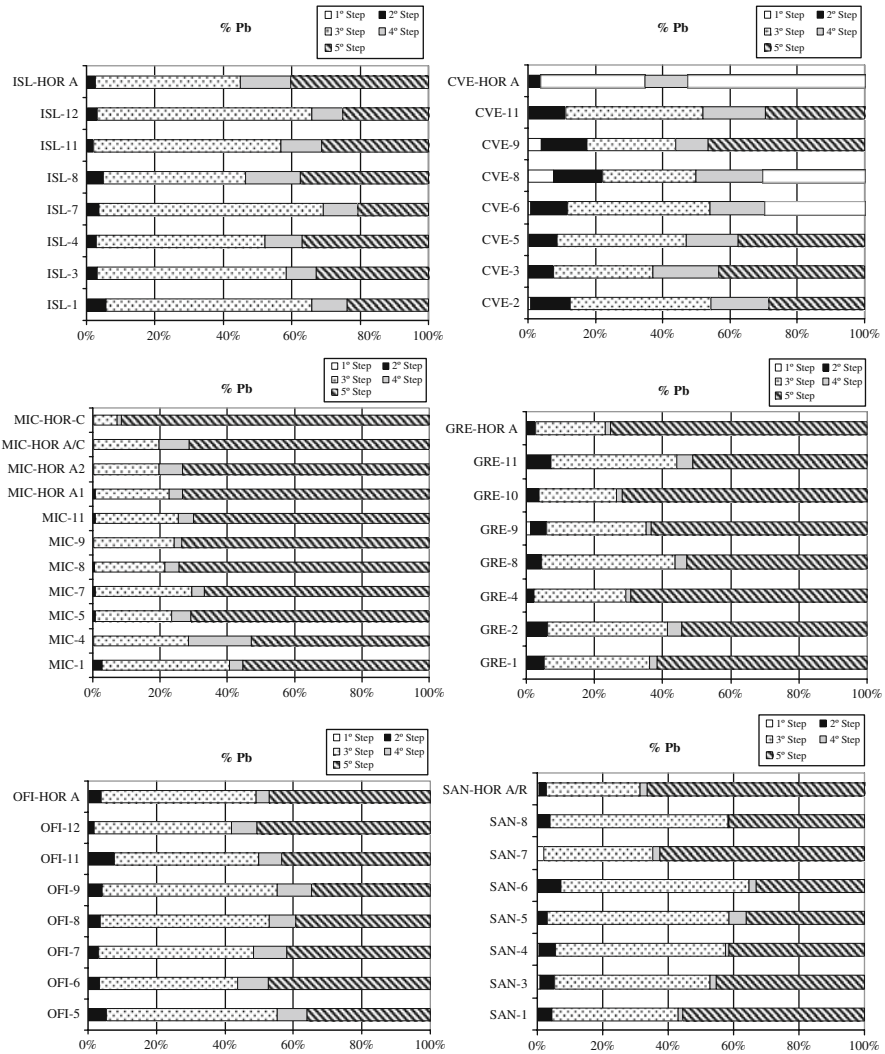 % Pb
1º Step 2º Step
3º Step 4º Step
5º Step
ISL-HOR A
ISL-12
ISL-11
ISL-8
ISL-7
ISL-4
ISL-3
ISL-1
0% 20% 40% 60% 80% 100%
% Pb
1º Step 2º Step
3º Step 4º Step
5º Step
CVE-HOR A
CVE-11
CVE-9
CVE-8
CVE-6
CVE-5
CVE-3
CVE-2
0% 20% 40% 60% 80% 100%
% Pb
1º Step 2º Step
3º Step 4º Step
5º Step
MIC-HOR-C
MIC-HOR A/C
MIC-HOR A2
MIC-HOR A1
MIC-11
MIC-9
MIC-8
MIC-7
MIC-5
MIC-4
MIC-1
0% 20% 40% 60% 80% 100%
% Pb
1º Step 2º Step
3º Step 4º Step
5º Step
GRE-HOR A
GRE-11
GRE-10
GRE-9
GRE-8
GRE-4
GRE-2
GRE-1
0% 20% 40% 60% 80% 100%
% Pb
1º Step 2º Step
3º Step 4º Step
5º Step
OFI-HOR A
OFI-12
OFI-11
OFI-9
OFI-8
OFI-7
OFI-6
OFI-5
0% 20% 40% 60% 80% 100%
% Pb
1º Step 2º Step
3º Step 4º Step
5º Step
SAN-HOR A/R
SAN-8
SAN-7
SAN-6
SAN-5
SAN-4
SAN-3
SAN-1
0% 20% 40% 60% 80% 100%